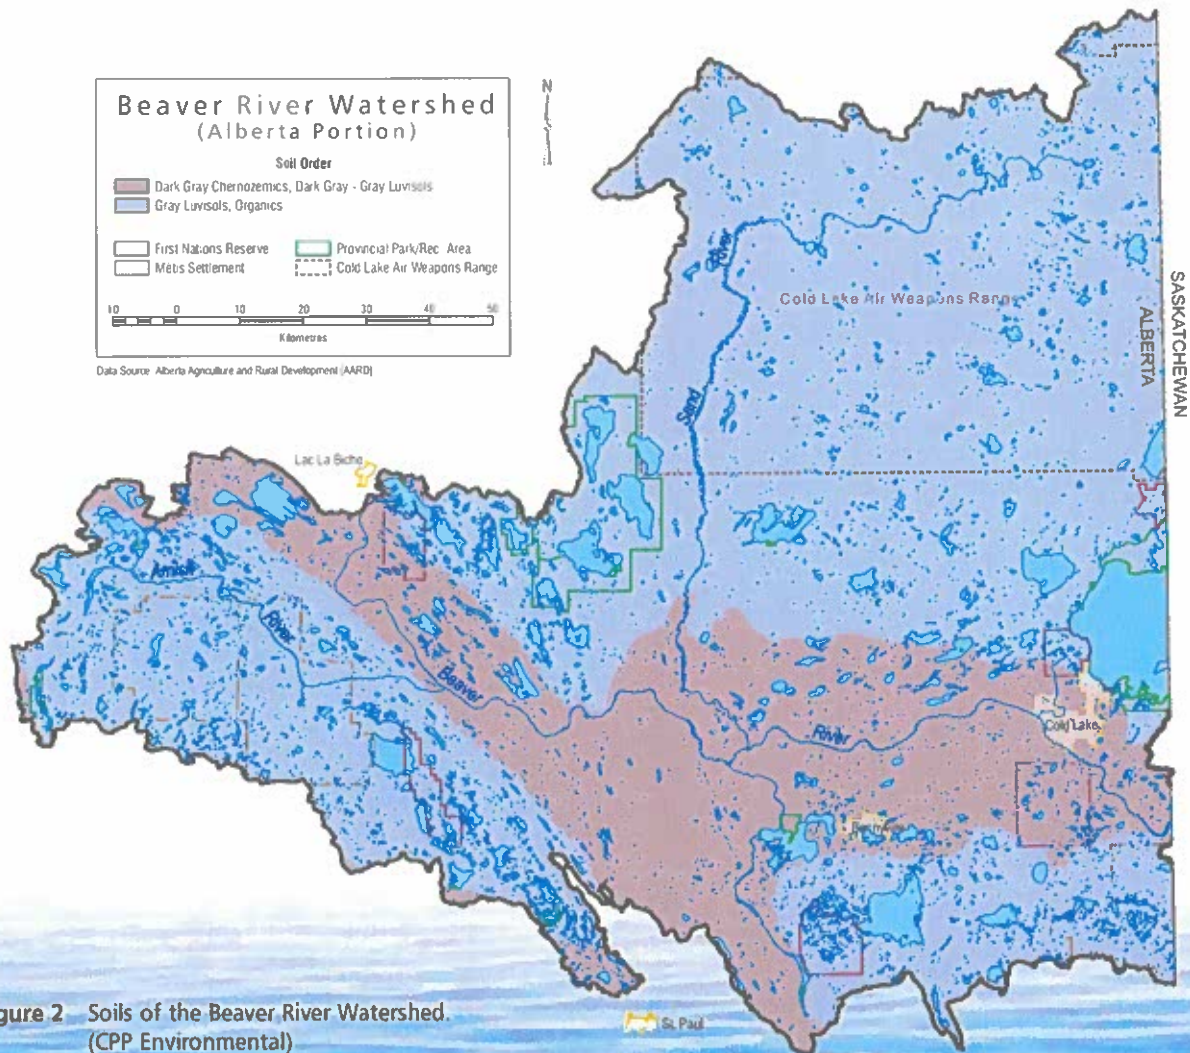 Beaver River Watershed
(Alberta Portion)
Soil Order
Dark Gray Chernozemics, Dark Gray - Gray Luvisols
Gray Luvisols, Organics
First Nations Reserve
Provincial Park/Rec. Area
Métis Settlement
Cold Lake Air Weapons Range
10 0 10 20 30 40 50
Kilometres
Data Source: Alberta Agriculture and Rural Development (AARD)
N
River
Cold Lake Air Weapons Range
SASKATCHEWAN
ALBERTA
Sand
Lac La Biche
Amisk
River
Beaver
River
Cold Lake
St. Paul
gure 2 Soils of the Beaver River Watershed.
(CPP Environmental)